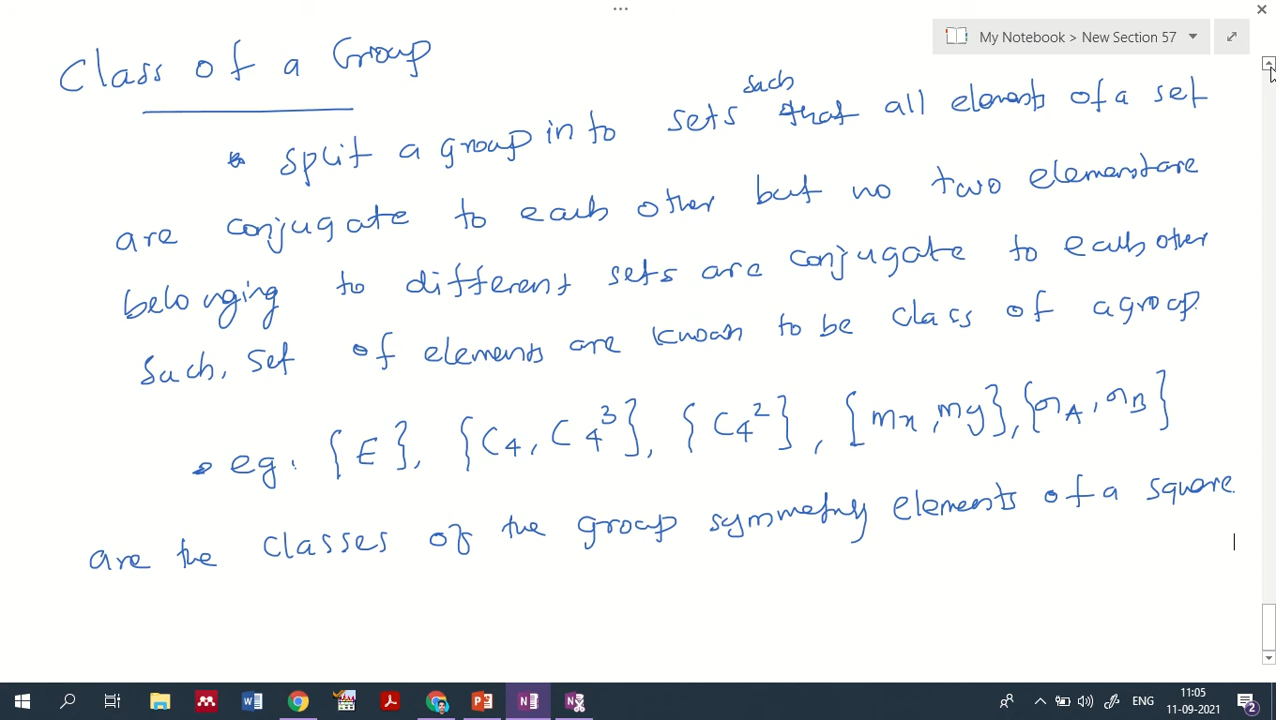 My Notebook > New Section 57
Class of a Group
such
split a group in to sets that all elements of a set
are conjugate to each other but no two element are
belonging to different sets are conjugate to each other
Such, set of elements are known to be class of a group.
• eg: {E}, {C₄, C₄³}, {C₄²}, {mx, my}, {σA, σB}
are the classes of the group symmetry elements of a square.
ENG
11:05
11-09-2021
2